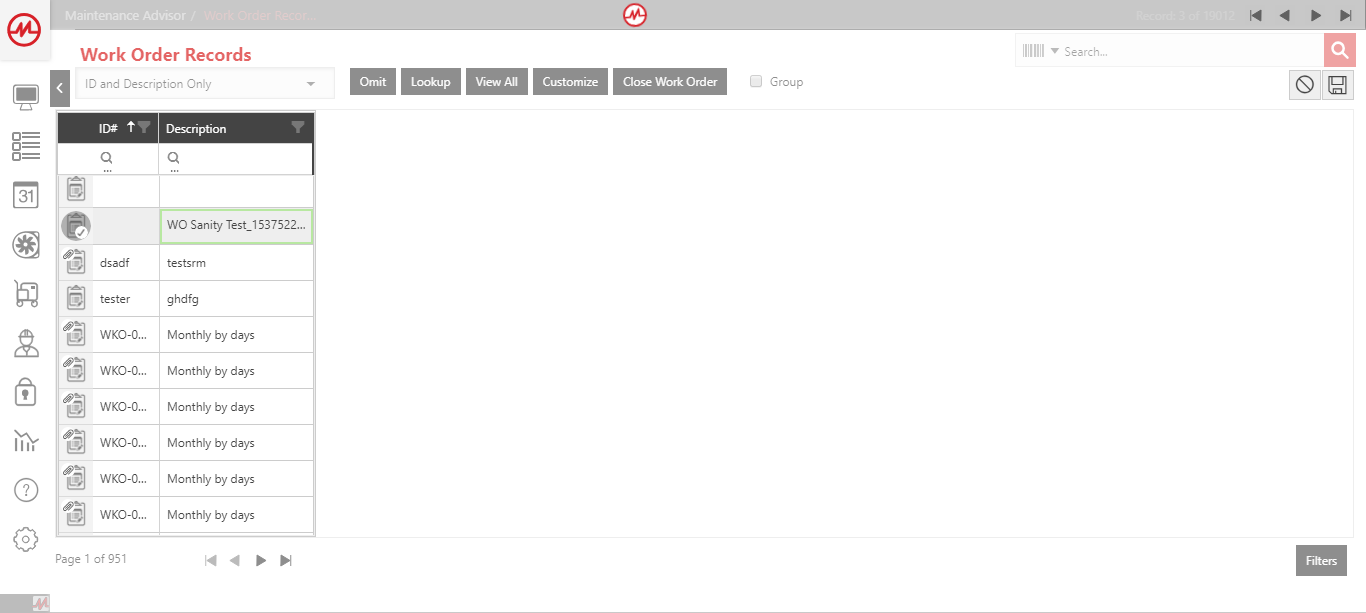 Maintenance Advisor / Work Order Recor...
Record: 3 of 19012
Work Order Records
Search...
ID and Description Only
Omit
Lookup
View All
Customize
Close Work Order
Group
ID#
Description
...
...
WO Sanity Test_1537522...
dsadf testsrm
tester ghdfg
WKO-0... Monthly by days
WKO-0... Monthly by days
WKO-0... Monthly by days
WKO-0... Monthly by days
WKO-0... Monthly by days
WKO-0... Monthly by days
31
?
Page 1 of 951
Filters